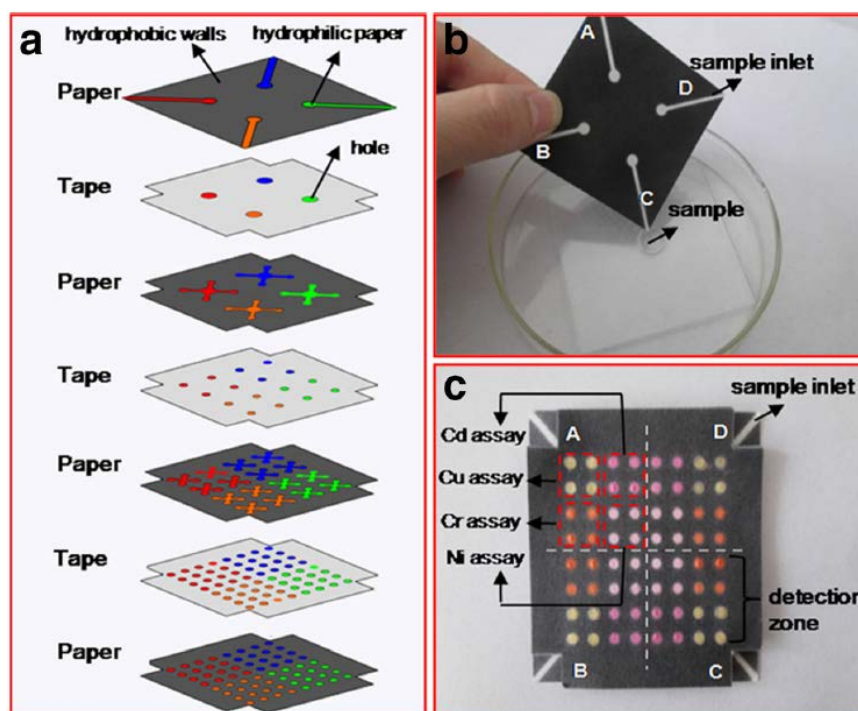 a
hydrophobic walls
hydrophilic paper
Paper
hole
Tape
Paper
Tape
Paper
Tape
Paper
b
A
D
sample inlet
B
C
sample
c
sample inlet
A
D
Cd assay
Cu assay
Cr assay
Ni assay
detection
zone
B
C